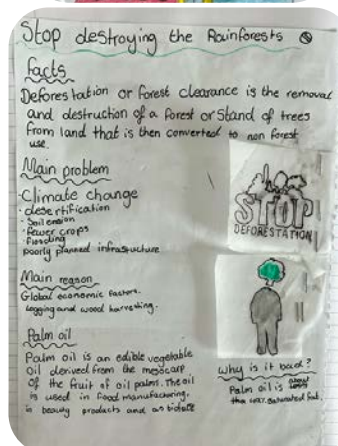 Stop destroying the Rainforests
facts
Deforestation or forest clearance is the removal
and destruction of a forest or stand of trees
from land that is then converted to non forest
use.
Main problem
· Climate change
· desertification
· Soil erosion
· fewer crops
· flooding
poorly planned infrastructure
STOP
DEFORESTATION
Main reason
Global economic factors.
Logging and wood harvesting.
Palm oil
Palm oil is an edible vegetable
oil derived from the mesocarp
of the fruit of oil palms. The oil
is used in food manufacturing,
in beauty products and as
Why is it bad?
Palm oil is about
saturated fat.